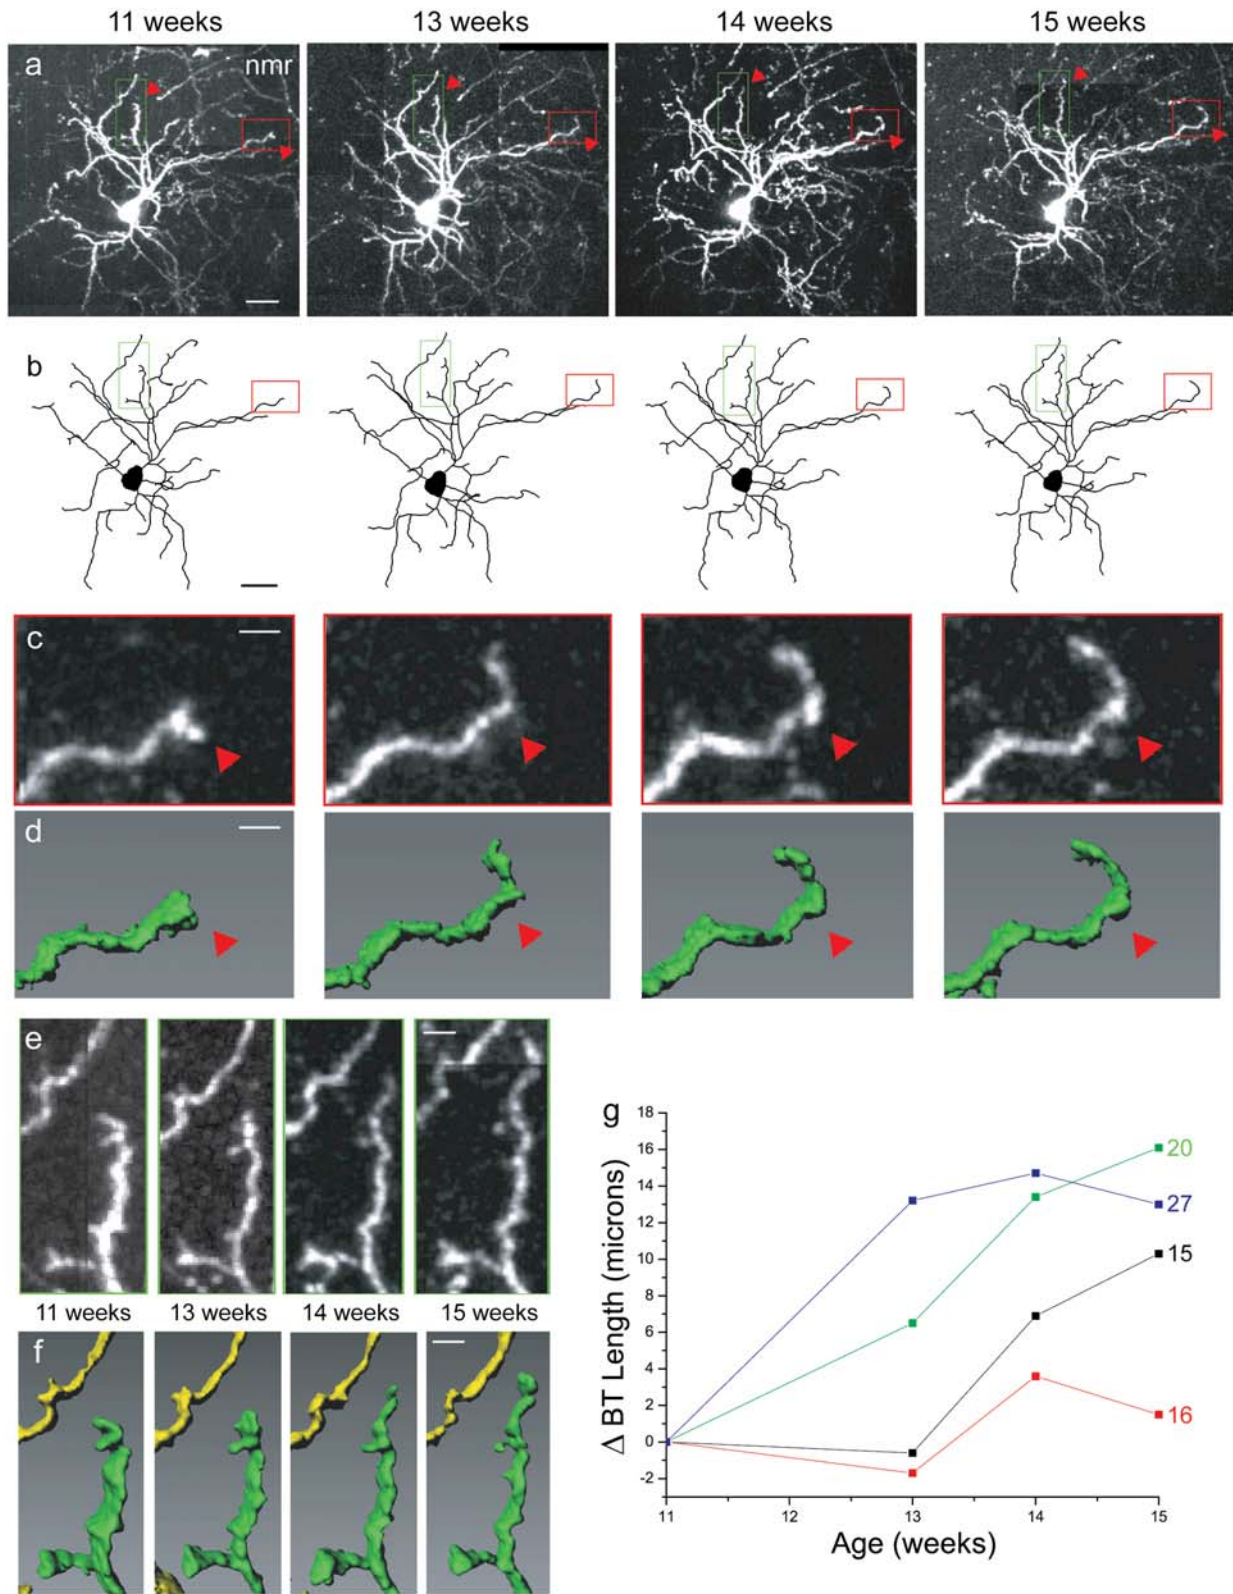 11 weeks 13 weeks 14 weeks 15 weeks
a nmr
b
c
d
e
11 weeks 13 weeks 14 weeks 15 weeks
f
g
Δ BT Length (microns)
18
16
14
12
10
8
6
4
2
0
-2
20
27
15
16
11 12 13 14 15
Age (weeks)